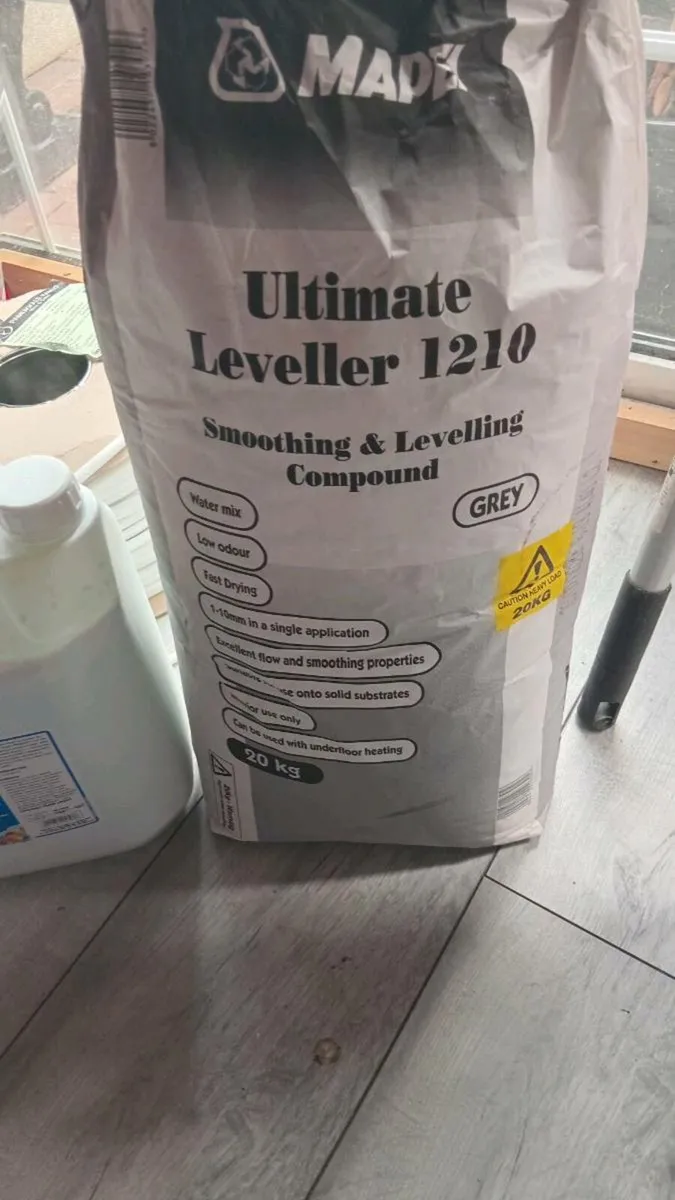 MAPEI
Ultimate
Leveller 1210
Smoothing & Levelling
Compound
GREY
Water mix
Low odour
Fast Drying
1-10mm in a single application
Excellent flow and smoothing properties
use onto solid substrates
use only
Can be used with underfloor heating
20 kg
CAUTION HEAVY LOAD
20KG